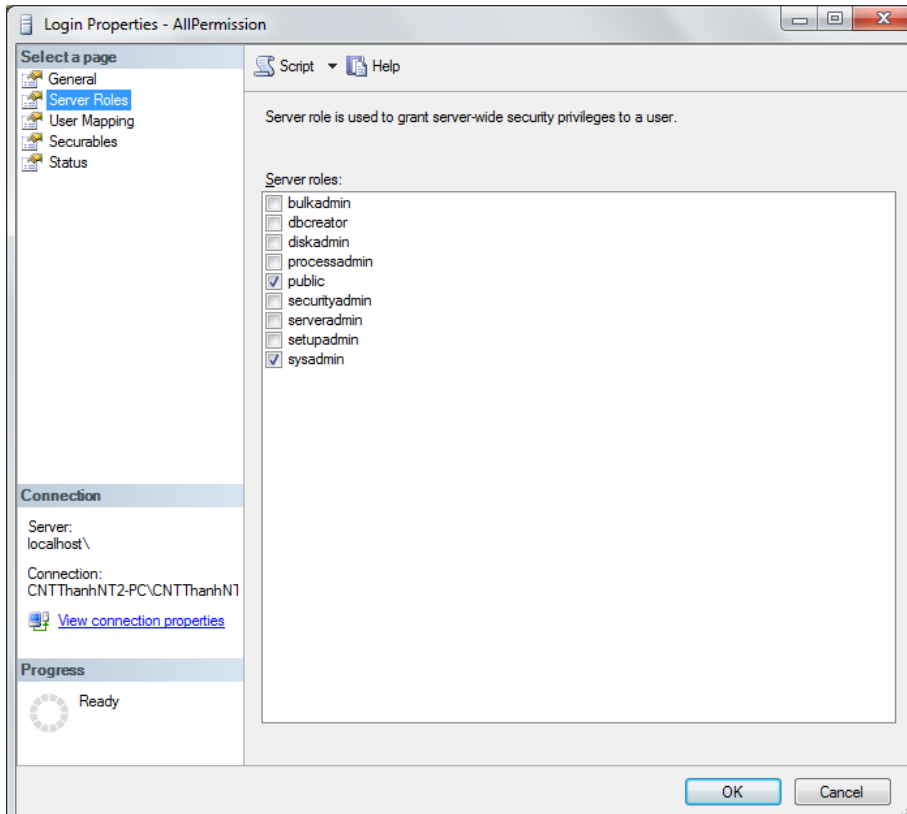 Login Properties - AllPermission
Select a page
General
Server Roles
User Mapping
Securables
Status
Script
Help
Server role is used to grant server-wide security privileges to a user.
Server roles:
bulkadmin
dbcreator
diskadmin
processadmin
public
securityadmin
serveradmin
setupadmin
sysadmin
Connection
Server:
localhost\
Connection:
CNTThanhNT2-PC\CNTThanhNT
View connection properties
Progress
Ready
OK
Cancel